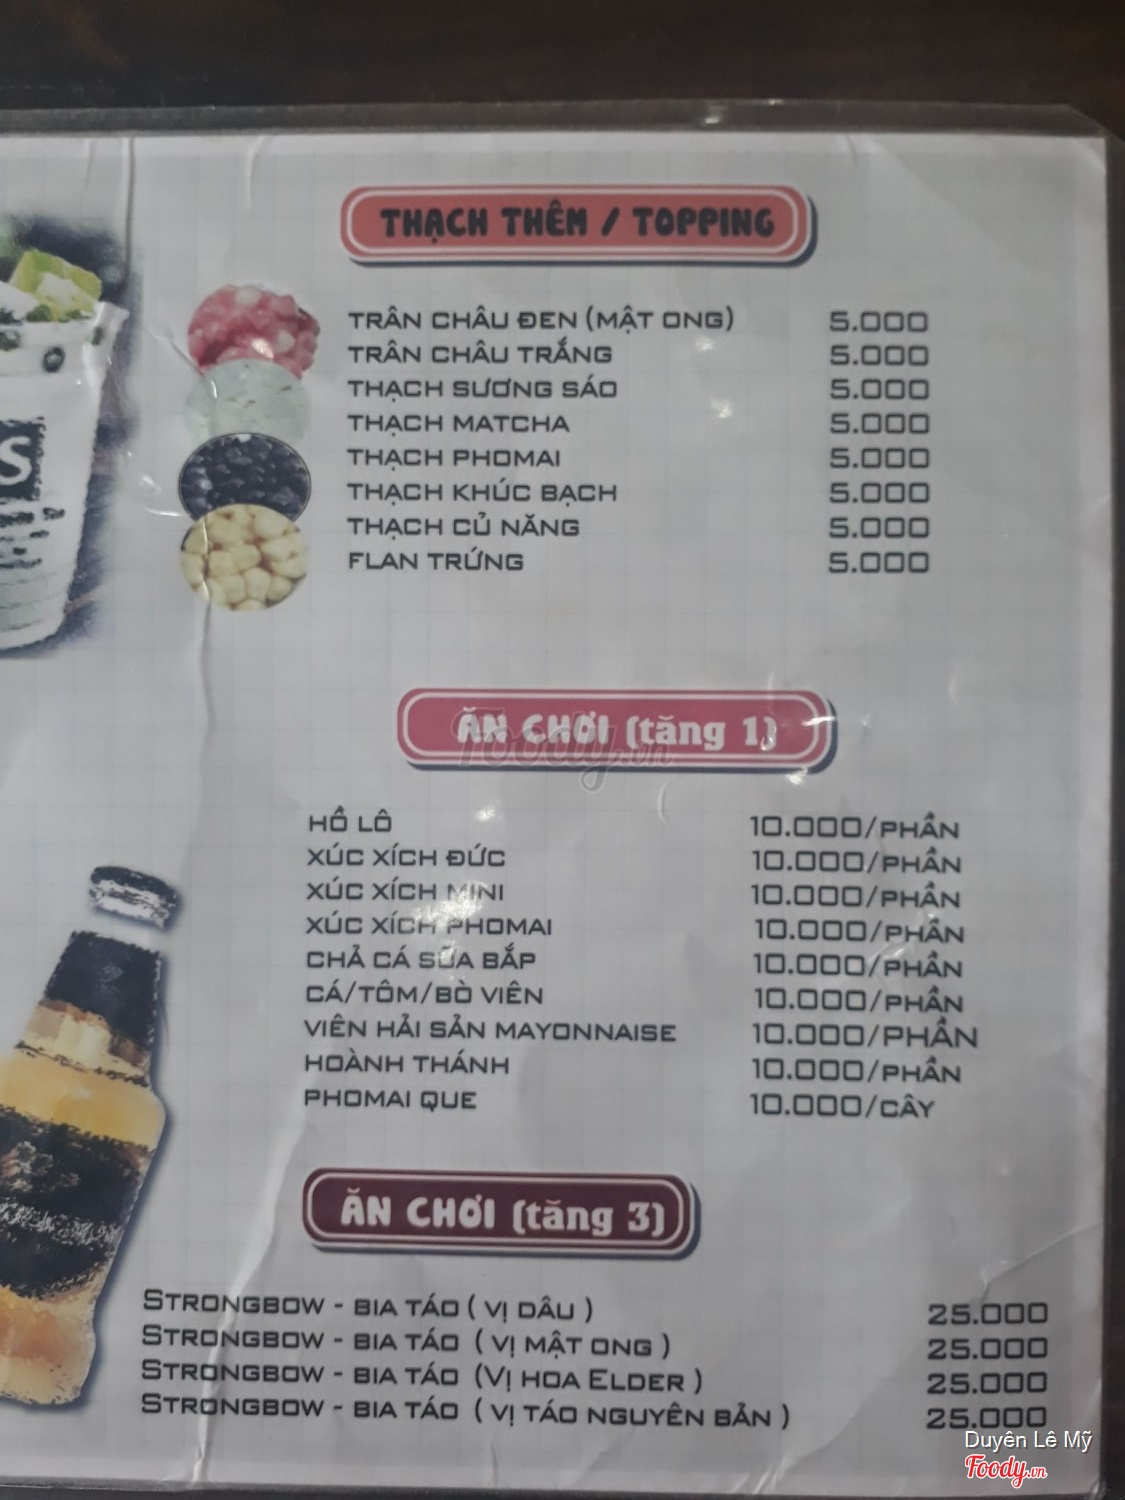 THẠCH THÊM / TOPPING
TRÂN CHÂU ĐEN (MẬT ONG) 5.000
TRÂN CHÂU TRẮNG 5.000
THẠCH SƯƠNG SÁO 5.000
THẠCH MATCHA 5.000
THẠCH PHOMAI 5.000
THẠCH KHÚC BẠCH 5.000
THẠCH CỦ NĂNG 5.000
FLAN TRỨNG 5.000
S
ĂN CHƠI (tăng 1)
Foody.vn
HỒ LÔ 10.000/PHẦN
XÚC XÍCH ĐỨC 10.000/PHẦN
XÚC XÍCH MINI 10.000/PHẦN
XÚC XÍCH PHOMAI 10.000/PHẦN
CHẢ CÁ SỮA BẮP 10.000/PHẦN
CÁ/TÔM/BÒ VIÊN 10.000/PHẦN
VIÊN HẢI SẢN MAYONNAISE 10.000/PHẦN
HOÀNH THÁNH 10.000/PHẦN
PHOMAI QUE 10.000/CÂY
ĂN CHƠI (tăng 3)
STRONGBOW - BIA TÁO ( VỊ DÂU ) 25.000
STRONGBOW - BIA TÁO ( VỊ MẬT ONG ) 25.000
STRONGBOW - BIA TÁO (VỊ HOA ELDER ) 25.000
STRONGBOW - BIA TÁO ( VỊ TÁO NGUYÊN BẢN ) 25.000
Duyên Lê Mỹ
Foody.vn